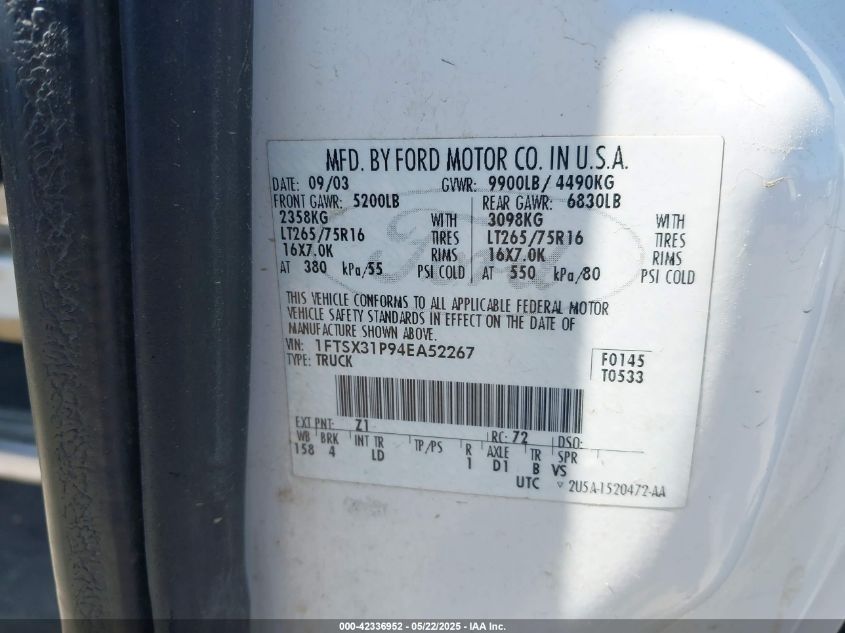 MFD. BY FORD MOTOR CO. IN U.S.A.
DATE: 09/03 GVWR: 9900LB/ 4490KG
FRONT GAWR: 5200LB REAR GAWR: 6830LB
2358KG WITH 3098KG WITH
LT265/75R16 TIRES LT265/75R16 TIRES
16X7.0K RIMS 16X7.0K RIMS
AT 380 kPa/55 PSI COLD AT 550 kPa/80 PSI COLD
Ford
THIS VEHICLE CONFORMS TO ALL APPLICABLE FEDERAL MOTOR
VEHICLE SAFETY STANDARDS IN EFFECT ON THE DATE OF
MANUFACTURE SHOWN ABOVE.
VIN: 1FTSX31P94EA52267 F0145
TYPE: TRUCK T0533
EXT PNT: Z1 RC: 72 DSO:
WB BRK INT TR TP/PS R AXLE TR SPR
158 4 LD 1 D1 B VS
UTC ▽ 2U5A-1520472-AA
000-42336952 - 05/22/2025 - IAA Inc.